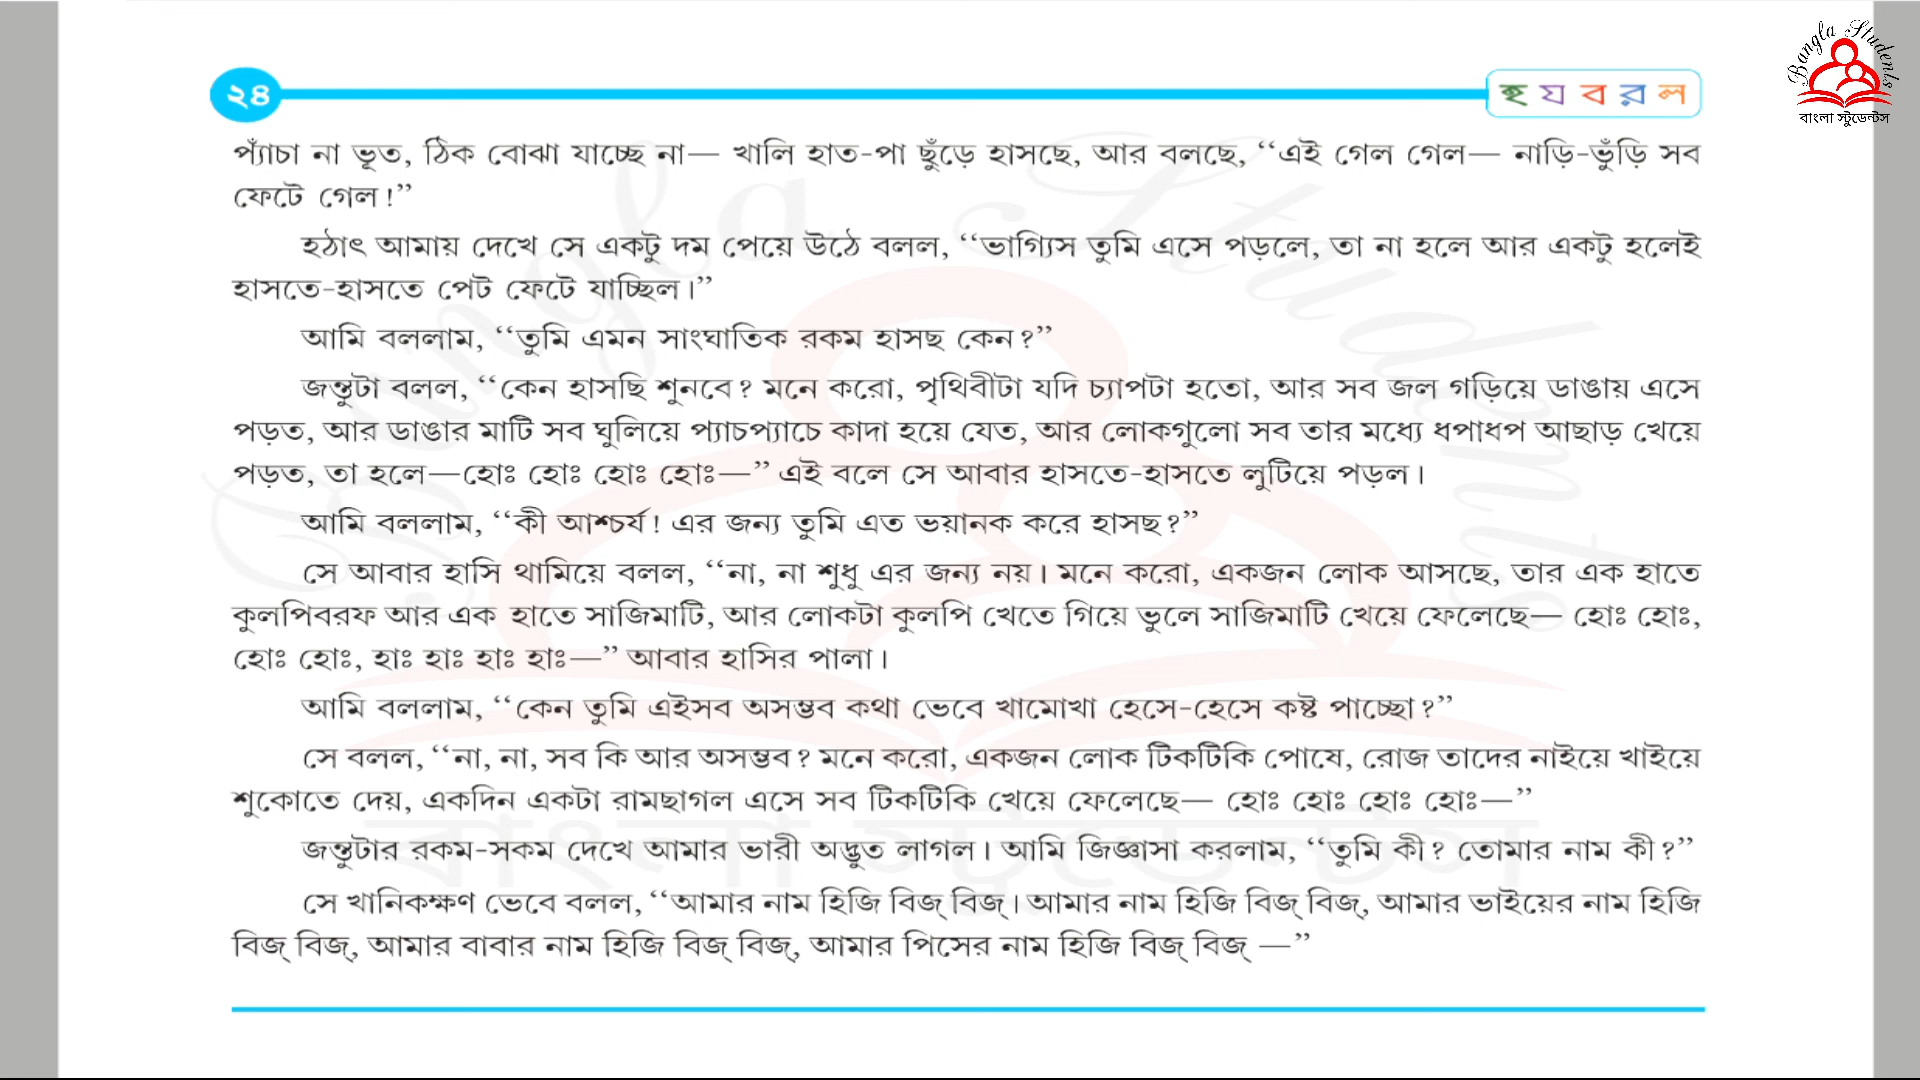 ২৪
হ য ব র ল
Bangla Students
বাংলা স্টুডেন্টস
প্যাঁচা না ভূত, ঠিক বোঝা যাচ্ছে না— খালি হাত-পা ছুঁড়ে হাসছে, আর বলছে, ‘‘এই গেল গেল— নাড়ি-ভুঁড়ি সব
ফেটে গেল!’’
হঠাৎ আমায় দেখে সে একটু দম পেয়ে উঠে বলল, ‘‘ভাগ্যিস তুমি এসে পড়লে, তা না হলে আর একটু হলেই
হাসতে-হাসতে পেট ফেটে যাচ্ছিল।’’
আমি বললাম, ‘‘তুমি এমন সাংঘাতিক রকম হাসছ কেন?’’
জন্তুটা বলল, ‘‘কেন হাসছি শুনবে? মনে করো, পৃথিবীটা যদি চ্যাপটা হতো, আর সব জল গড়িয়ে ডাঙায় এসে
পড়ত, আর ডাঙার মাটি সব ঘুলিয়ে প্যাচপ্যাচে কাদা হয়ে যেত, আর লোকগুলো সব তার মধ্যে ধপাধপ আছাড় খেয়ে
পড়ত, তা হলে—হোঃ হোঃ হোঃ হোঃ—’’ এই বলে সে আবার হাসতে-হাসতে লুটিয়ে পড়ল।
আমি বললাম, ‘‘কী আশ্চর্য! এর জন্য তুমি এত ভয়ানক করে হাসছ?’’
সে আবার হাসি থামিয়ে বলল, ‘‘না, না শুধু এর জন্য নয়। মনে করো, একজন লোক আসছে, তার এক হাতে
কুলপিবরফ আর এক হাতে সাজিমাটি, আর লোকটা কুলপি খেতে গিয়ে ভুলে সাজিমাটি খেয়ে ফেলেছে— হোঃ হোঃ,
হোঃ হোঃ, হাঃ হাঃ হাঃ হাঃ—’’ আবার হাসির পালা।
আমি বললাম, ‘‘কেন তুমি এইসব অসম্ভব কথা ভেবে খামোখা হেসে-হেসে কষ্ট পাচ্ছো?’’
সে বলল, ‘‘না, না, সব কি আর অসম্ভব? মনে করো, একজন লোক টিকটিকি পোষে, রোজ তাদের নাইয়ে খাইয়ে
শুকোতে দেয়, একদিন একটা রামছাগল এসে সব টিকটিকি খেয়ে ফেলেছে— হোঃ হোঃ হোঃ হোঃ—’’
জন্তুটার রকম-সকম দেখে আমার ভারী অদ্ভুত লাগল। আমি জিজ্ঞাসা করলাম, ‘‘তুমি কী? তোমার নাম কী?’’
সে খানিকক্ষণ ভেবে বলল, ‘‘আমার নাম হিজি বিজ্ বিজ্। আমার নাম হিজি বিজ্ বিজ্, আমার ভাইয়ের নাম হিজি
বিজ্ বিজ্, আমার বাবার নাম হিজি বিজ্ বিজ্, আমার পিসের নাম হিজি বিজ্ বিজ্ —’’